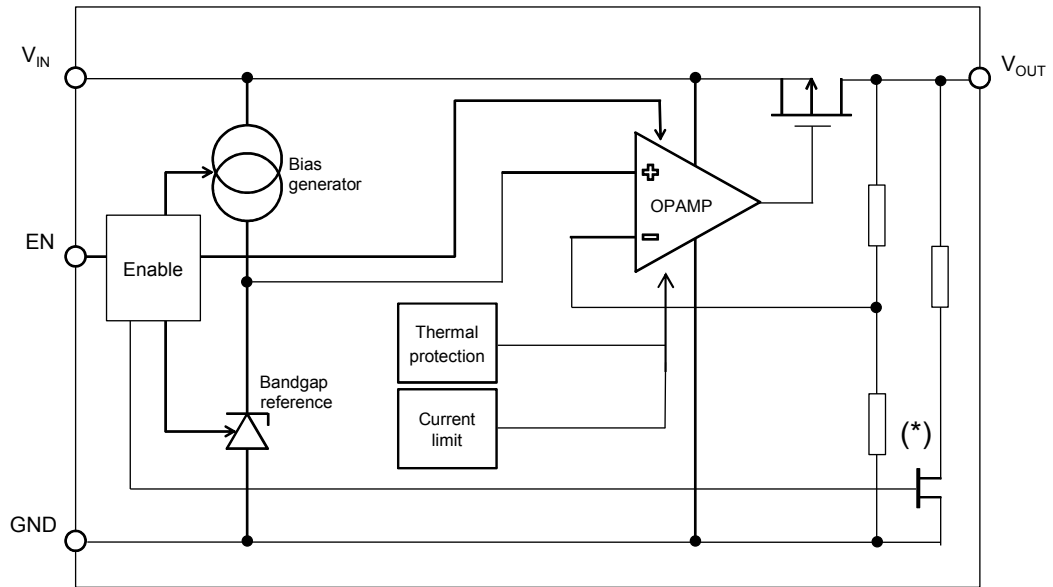 V_IN
V_OUT
Bias
generator
+
OPAMP
EN
Enable
-
Thermal
protection
Bandgap
reference
Current
limit
(*)
GND